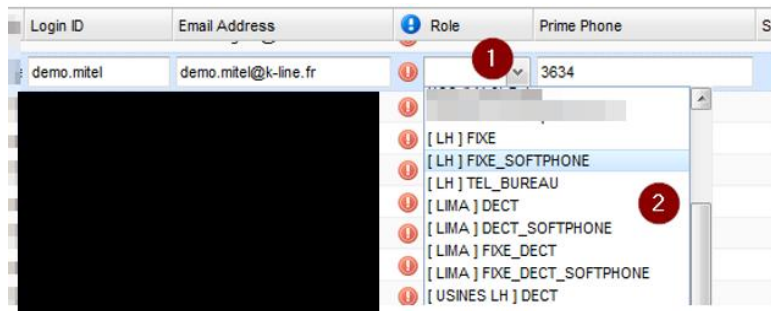 Login ID Email Address Role Prime Phone S
demo.mitel demo.mitel@k-line.fr 1 3634
[ LH ] FIXE
[ LH ] FIXE_SOFTPHONE
[ LH ] TEL_BUREAU
[ LIMA ] DECT
2
[ LIMA ] DECT_SOFTPHONE
[ LIMA ] FIXE_DECT
[ LIMA ] FIXE_DECT_SOFTPHONE
[ USINES LH ] DECT